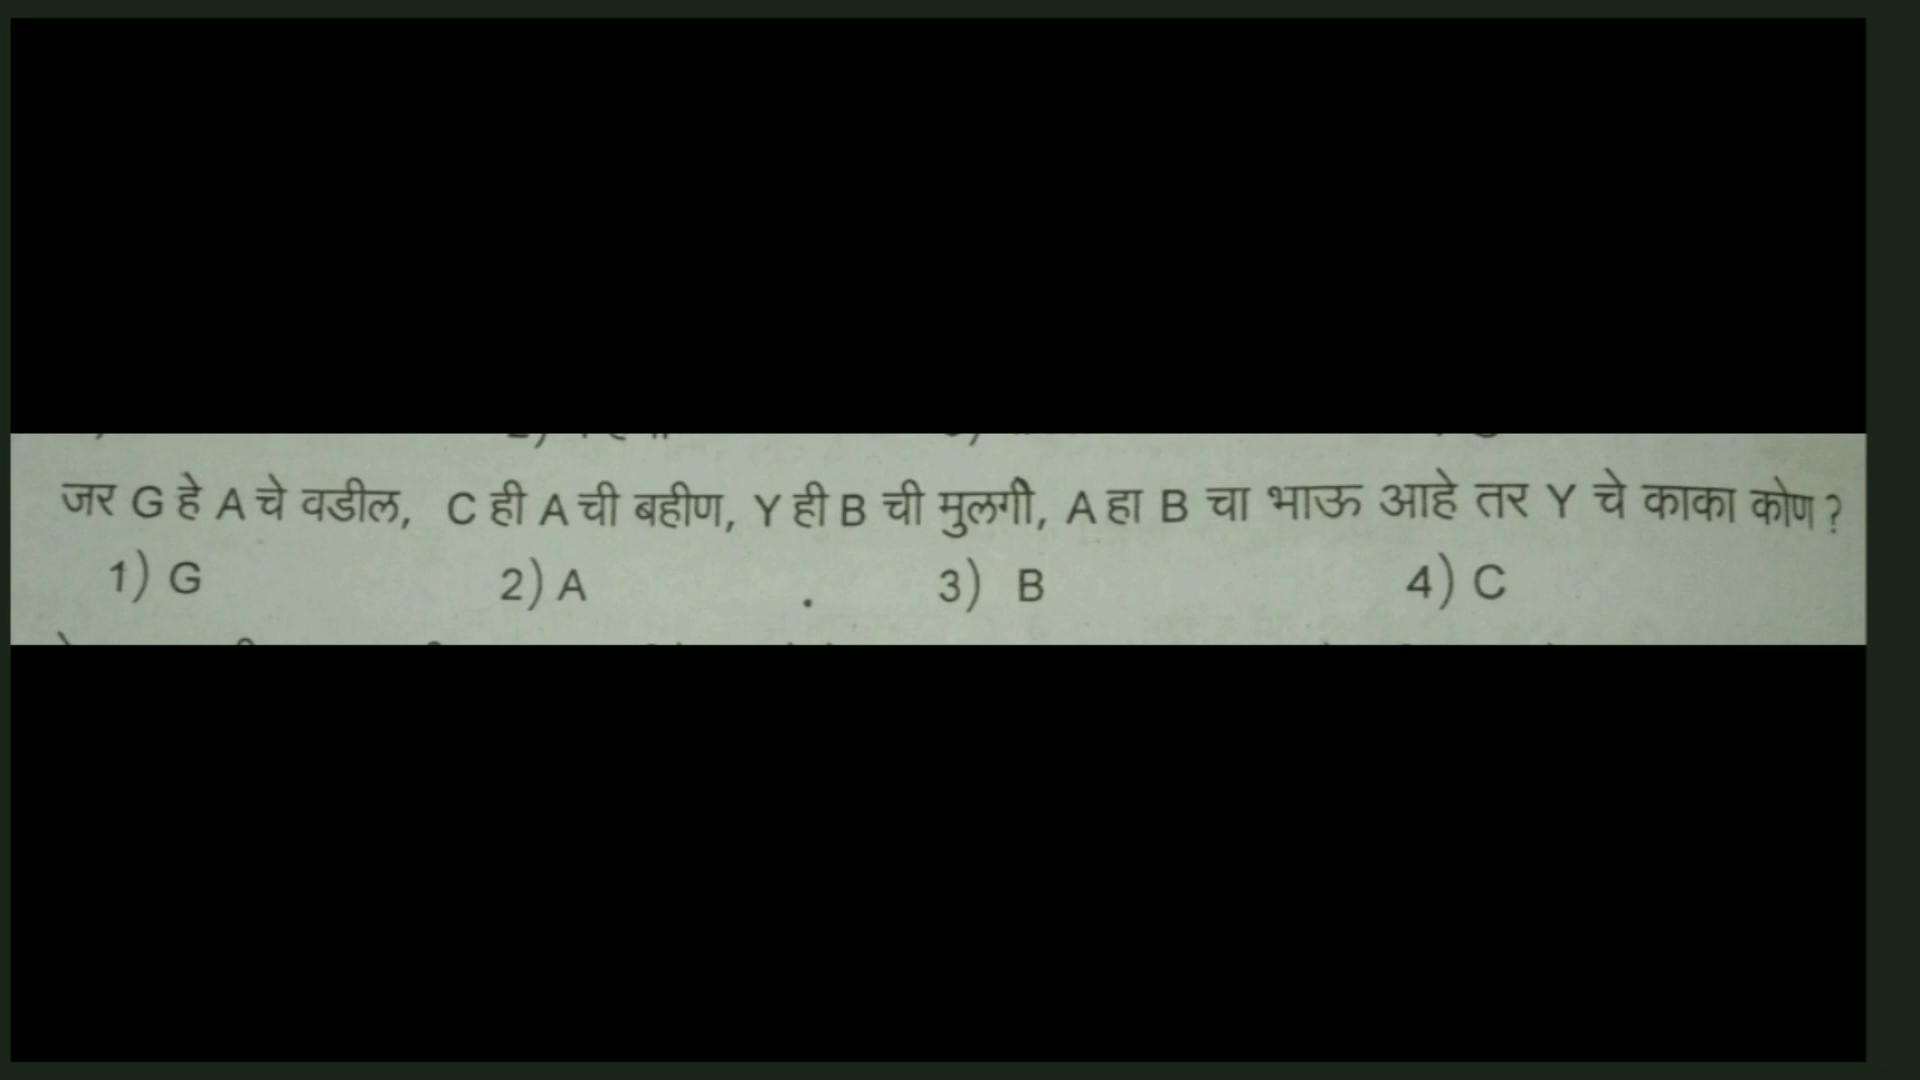 जर G हे A चे वडील, C ही A ची बहीण, Y ही B ची मुलगी, A हा B चा भाऊ आहे तर Y चे काका कोण ?
1) G 2) A 3) B 4) C